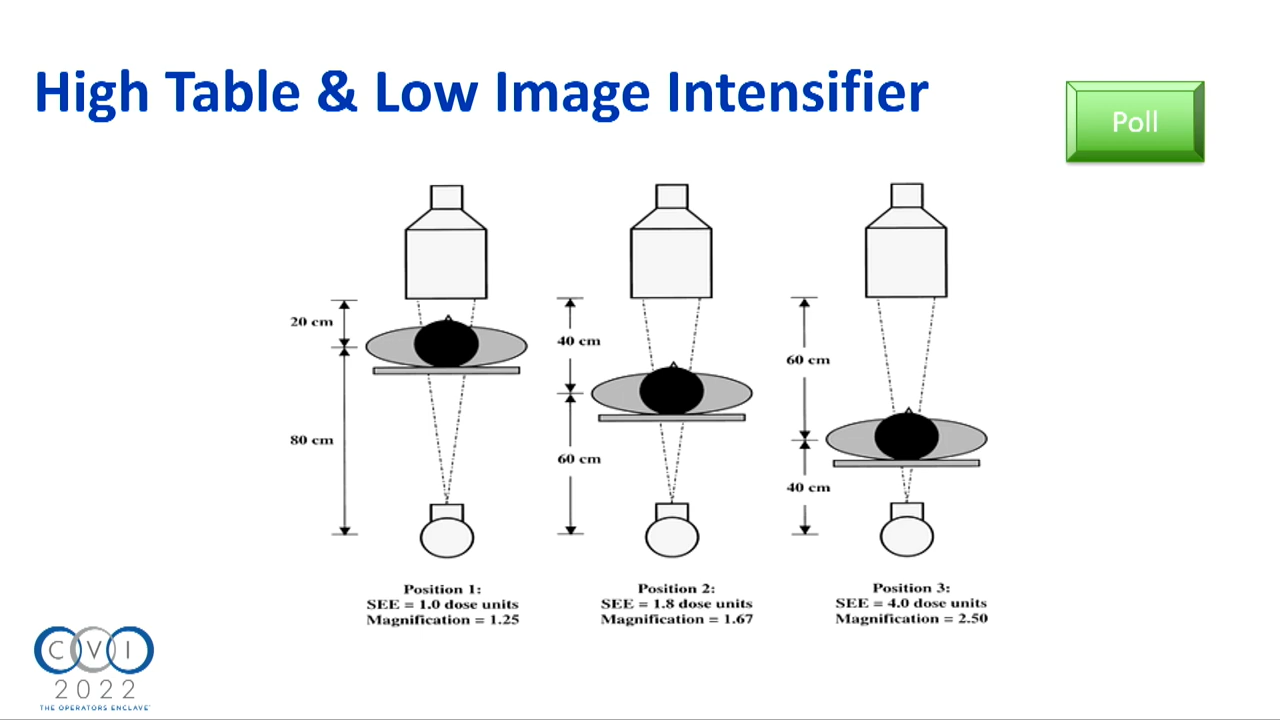 High Table & Low Image Intensifier
Poll
20 cm
80 cm
40 cm
60 cm
60 cm
40 cm
Position 1:
SEE = 1.0 dose units
Magnification = 1.25
Position 2:
SEE = 1.8 dose units
Magnification = 1.67
Position 3:
SEE = 4.0 dose units
Magnification = 2.50
CVI
2022
THE OPERATORS ENCLAVE